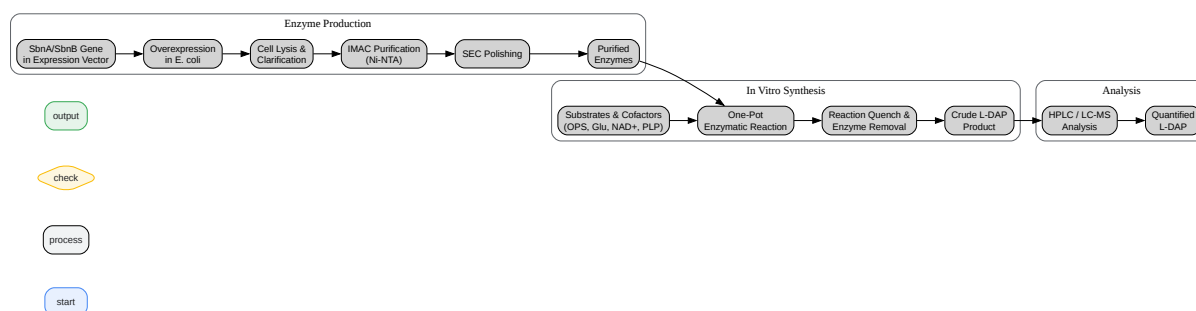 Enzyme Production
SbnA/SbnB Gene
in Expression Vector
Overexpression
in E. coli
Cell Lysis &
Clarification
IMAC Purification
(Ni-NTA)
SEC Polishing
Purified
Enzymes
In Vitro Synthesis
Substrates & Cofactors
(OPS, Glu, NAD+, PLP)
One-Pot
Enzymatic Reaction
Reaction Quench &
Enzyme Removal
Crude L-DAP
Product
Analysis
HPLC / LC-MS
Analysis
Quantified
L-DAP
output
check
process
start